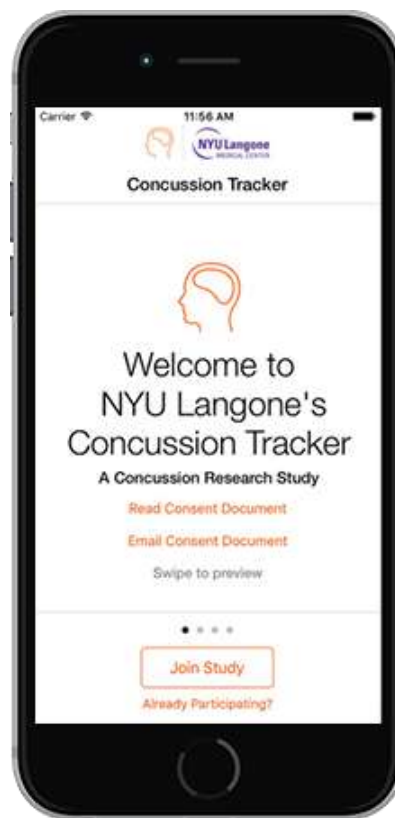 Carrier 11:56 AM
NYU Langone
MEDICAL CENTER
Concussion Tracker
Welcome to
NYU Langone's
Concussion Tracker
A Concussion Research Study
Read Consent Document
Email Consent Document
Swipe to preview
Join Study
Already Participating?